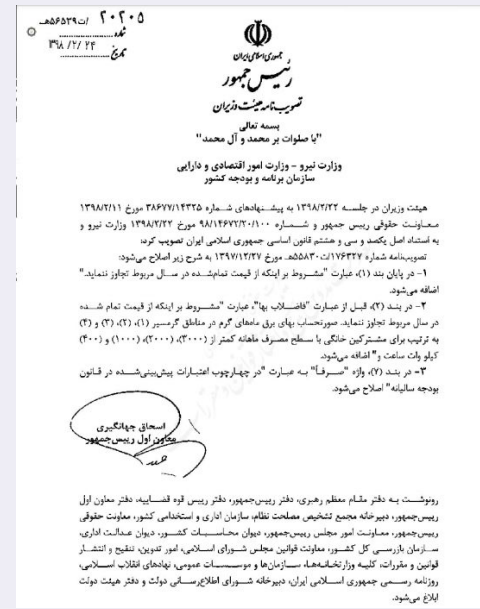 ۲۰۲۰۵/ت۵۶۵۳۹هـ
شماره
۱۳۹۸/۲/۲۴
تاریخ
جمهوری اسلامی ایران
رئیس جمهور
تصویب‌نامه هیئت وزیران
بسمه تعالی
"با صلوات بر محمد و آل محمد"
وزارت نیرو – وزارت امور اقتصادی و دارایی
سازمان برنامه و بودجه کشور
هیئت وزیران در جلسه ۱۳۹۸/۲/۲۲ به پیشنهادهای شماره ۳۸۶۷۷/۱۴۳۲۵ مورخ ۱۳۹۸/۲/۱۱
معاونت حقوقی رییس جمهور و شماره ۹۸/۱۴۶۷۲/۲۰/۱۰۰ مورخ ۱۳۹۸/۲/۲۲ وزارت نیرو و
به استناد اصل یکصد و سی و هشتم قانون اساسی جمهوری اسلامی ایران تصویب کرد:
تصویب‌نامه شماره ۱۷۶۳۲۷/ت۵۵۸۳۰هـ مورخ ۱۳۹۷/۱۲/۲۷ به شرح زیر اصلاح می‌شود:
۱- در پایان بند (۱)، عبارت "مشروط بر اینکه از قیمت تمام‌شده در سال مربوط تجاوز ننماید."
اضافه می‌شود.
۲- در بند (۲)، قبل از عبارت "فاضلاب بها"، عبارت "مشروط بر اینکه از قیمت تمام شده
در سال مربوط تجاوز ننماید. صورتحساب بهای برق ماه‌های گرم در مناطق گرمسیر (۱)، (۲)، (۳) و (۴)
به ترتیب برای مشترکین خانگی با سطح مصرف ماهانه کمتر از (۳۰۰۰)، (۲۰۰۰)، (۱۰۰۰) و (۴۰۰)
کیلو وات ساعت و" اضافه می‌شود.
۳- در بند (۷)، واژه "صرفاً" به عبارت "در چهارچوب اعتبارات پیش‌بینی‌شده در قانون
بودجه سالیانه" اصلاح می‌شود.
اسحاق جهانگیری
معاون اول رییس‌جمهور
رونوشت به دفتر مقام معظم رهبری، دفتر رییس‌جمهور، دفتر رییس قوه قضاییه، دفتر معاون اول
رییس‌جمهور، دبیرخانه مجمع تشخیص مصلحت نظام، سازمان اداری و استخدامی کشور، معاونت حقوقی
رییس‌جمهور، معاونت امور مجلس رییس‌جمهور، دیوان محاسبات کشور، دیوان عدالت اداری،
سازمان بازرسی کل کشور، معاونت قوانین مجلس شورای اسلامی، امور تدوین، تنقیح و انتشار
قوانین و مقررات، کلیه وزارتخانه‌ها، سازمان‌ها و موسسات عمومی، نهادهای انقلاب اسلامی،
روزنامه رسمی جمهوری اسلامی ایران، دبیرخانه شورای اطلاع‌رسانی دولت و دفتر هیئت دولت
ابلاغ می‌شود.